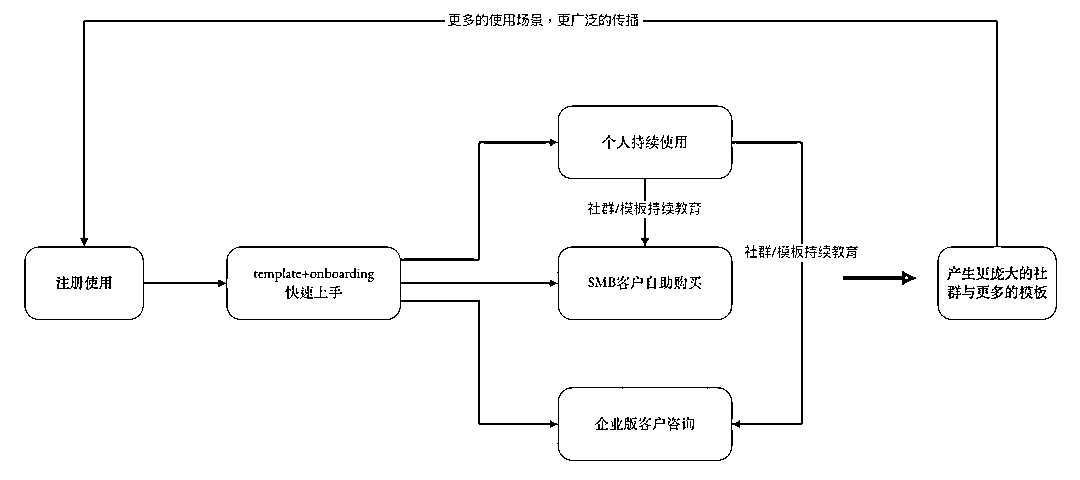 更多的使用场景，更广泛的传播
个人持续使用
社群/模板持续教育
社群/模板持续教育
注册使用
template+onboarding
快速上手
SMB客户自助购买
产生更庞大的社
群与更多的模板
企业版客户咨询